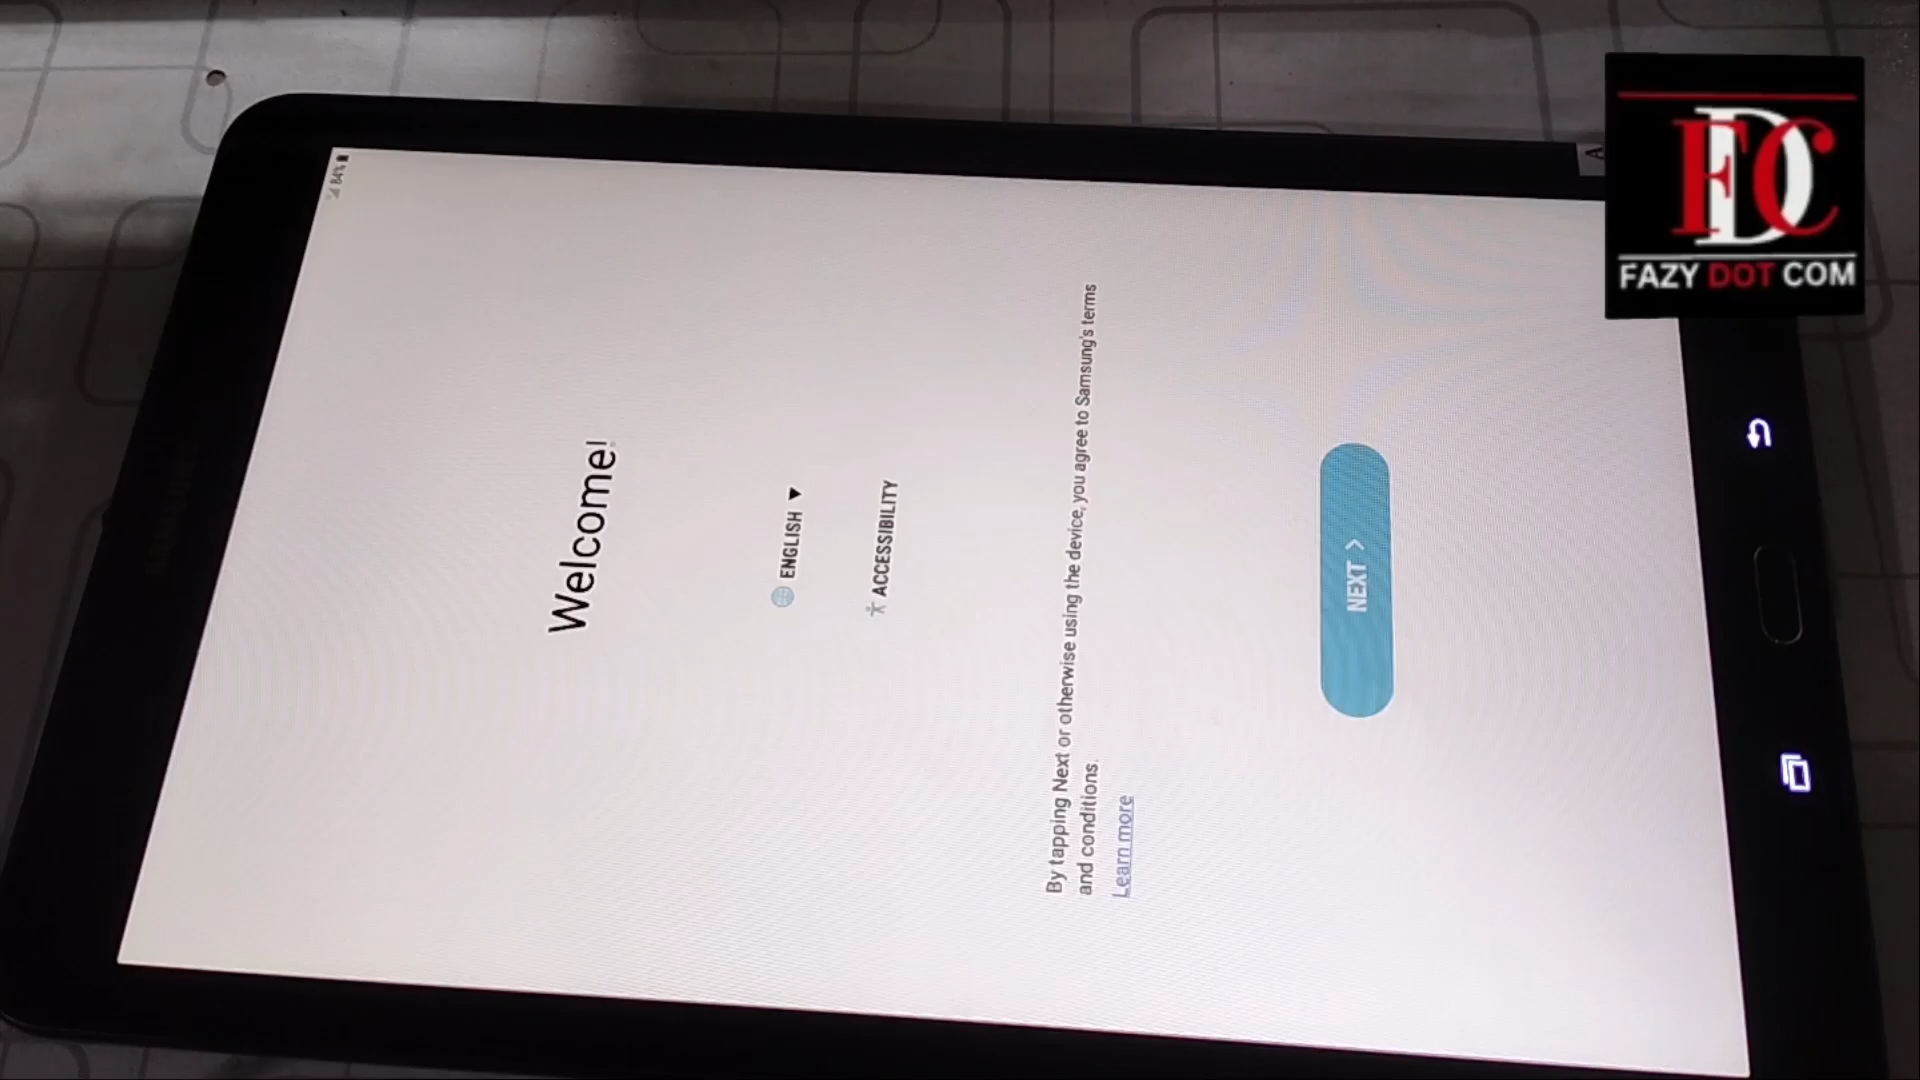 84%
Welcome!
ENGLISH ▼
ACCESSIBILITY
By tapping Next or otherwise using the device, you agree to Samsung's terms
and conditions.
Learn more
NEXT >
FDC
FAZY DOT COM